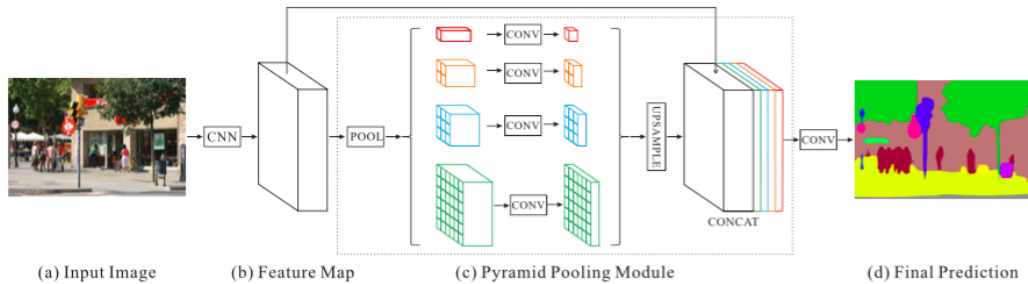 CNN
POOL
CONV
CONV
CONV
CONV
UPSAMPLE
CONCAT
CONV
(a) Input Image
(b) Feature Map
(c) Pyramid Pooling Module
(d) Final Prediction